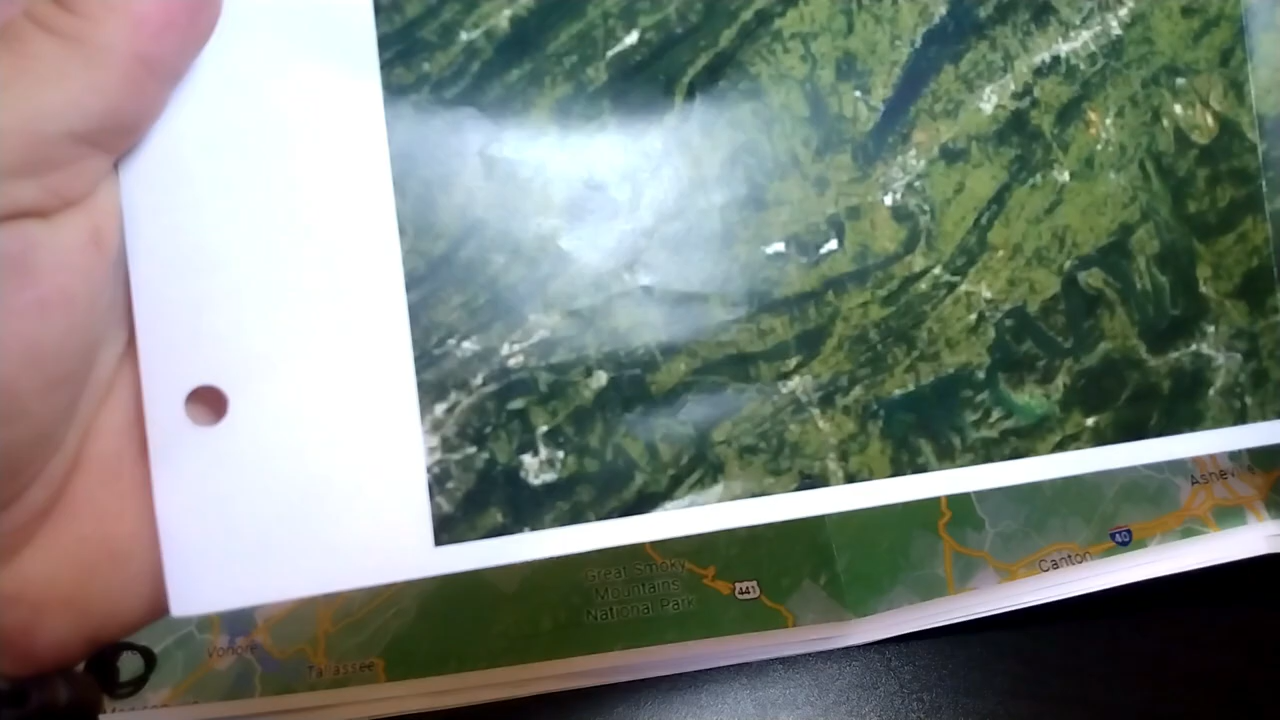 Asheville
40
Canton
Great Smoky
Mountains
National Park
441
Vonore
Tallassee